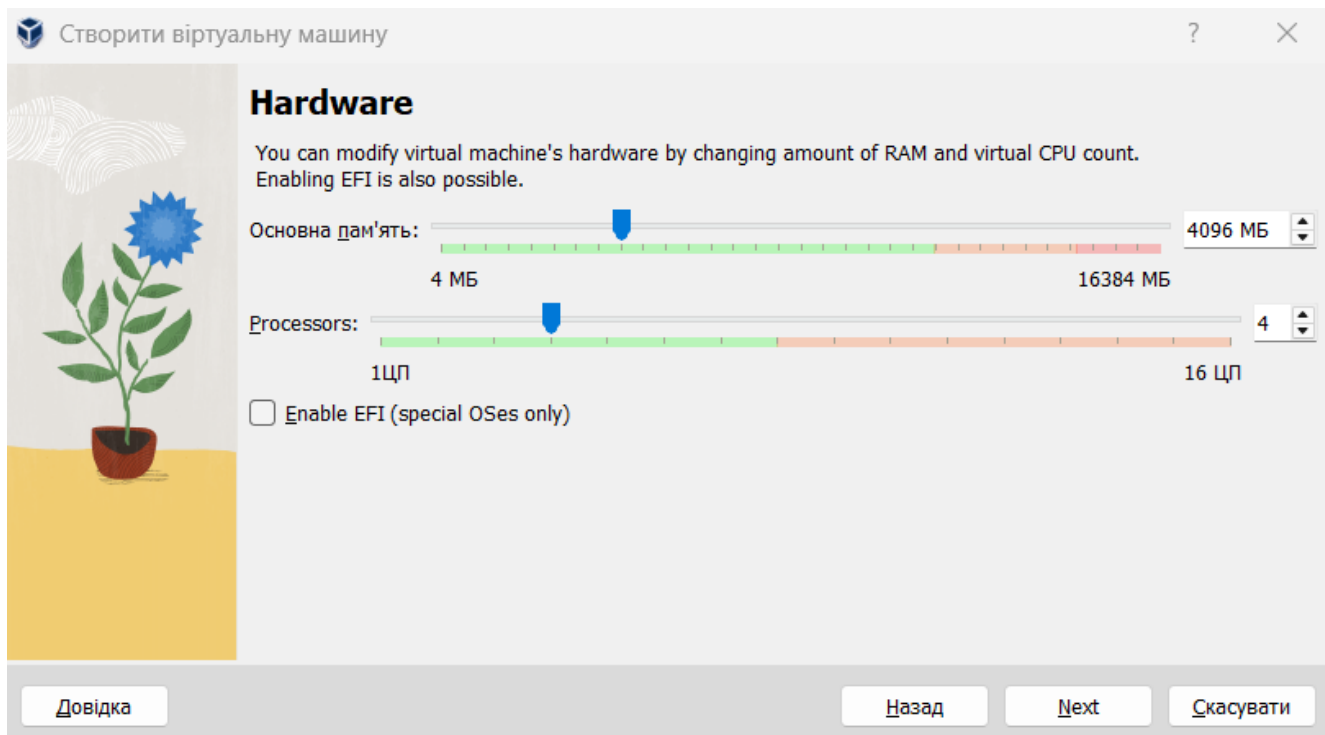 Створити віртуальну машину
Hardware
You can modify virtual machine's hardware by changing amount of RAM and virtual CPU count.
Enabling EFI is also possible.
Основна пам'ять:
4096 МБ
4 МБ
16384 МБ
Processors:
4
1ЦП
16 ЦП
Enable EFI (special OSes only)
Довідка
Назад
Next
Скасувати